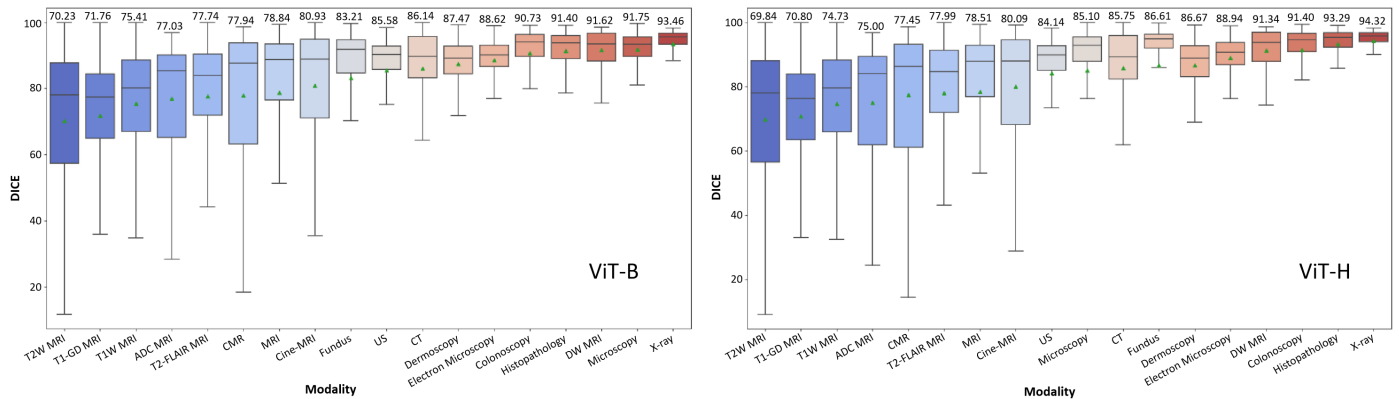 70.23 71.76 75.41 77.03 77.74 77.94 78.84 80.93 83.21 85.58 86.14 87.47 88.62 90.73 91.40 91.62 91.75 93.46
100
80
60
40
20
DICE
ViT-B
T2W MRI T1-GD MRI T1W MRI ADC MRI T2-FLAIR MRI CMR MRI Cine-MRI Fundus US CT Dermoscopy Electron Microscopy Colonoscopy Histopathology DW MRI Microscopy X-ray
Modality
69.84 70.80 74.73 75.00 77.45 77.99 78.51 80.09 84.14 85.10 85.75 86.61 86.67 88.94 91.34 91.40 93.29 94.32
100
80
60
40
20
DICE
ViT-H
T2W MRI T1-GD MRI T1W MRI ADC MRI CMR T2-FLAIR MRI MRI Cine-MRI US Microscopy CT Fundus Dermoscopy Electron Microscopy DW MRI Colonoscopy Histopathology X-ray
Modality